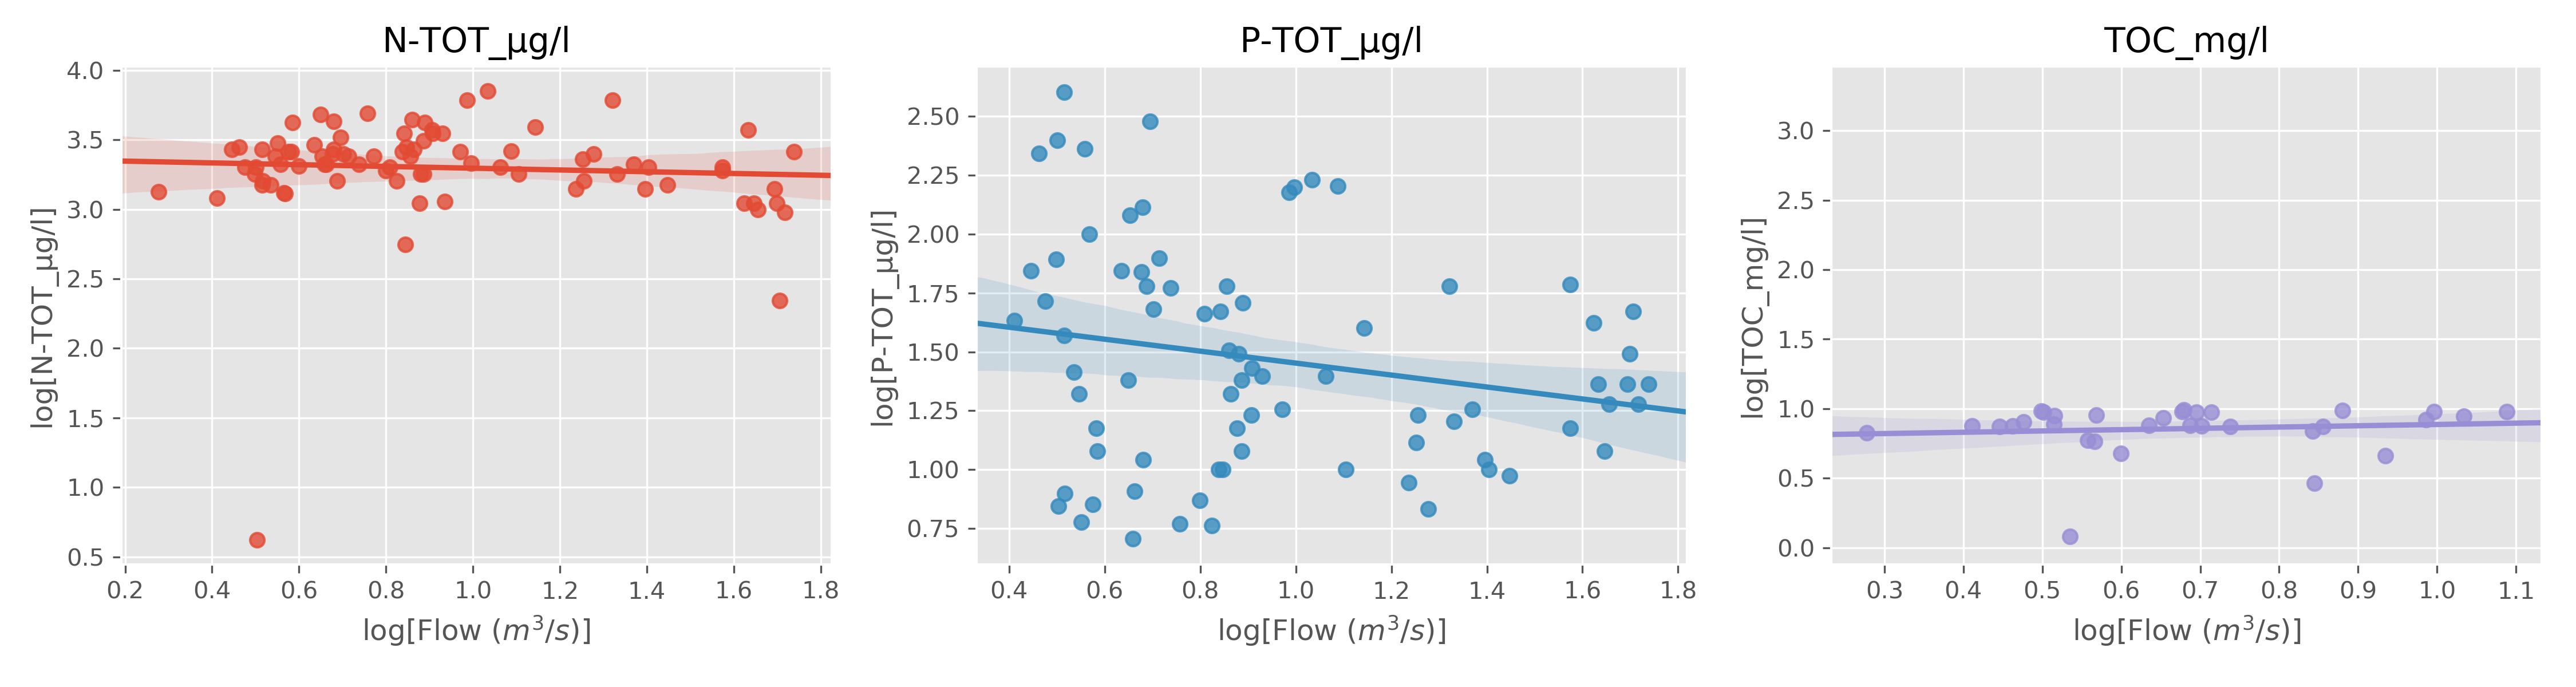 N-TOT_µg/l
P-TOT_µg/l
TOC_mg/l
log[N-TOT_µg/l]
4.0
3.5
3.0
2.5
2.0
1.5
1.0
0.5
0.2 0.4 0.6 0.8 1.0 1.2 1.4 1.6 1.8
log[Flow (m³/s)]
log[P-TOT_µg/l]
2.50
2.25
2.00
1.75
1.50
1.25
1.00
0.75
0.4 0.6 0.8 1.0 1.2 1.4 1.6 1.8
log[Flow (m³/s)]
log[TOC_mg/l]
3.0
2.5
2.0
1.5
1.0
0.5
0.0
0.3 0.4 0.5 0.6 0.7 0.8 0.9 1.0 1.1
log[Flow (m³/s)]